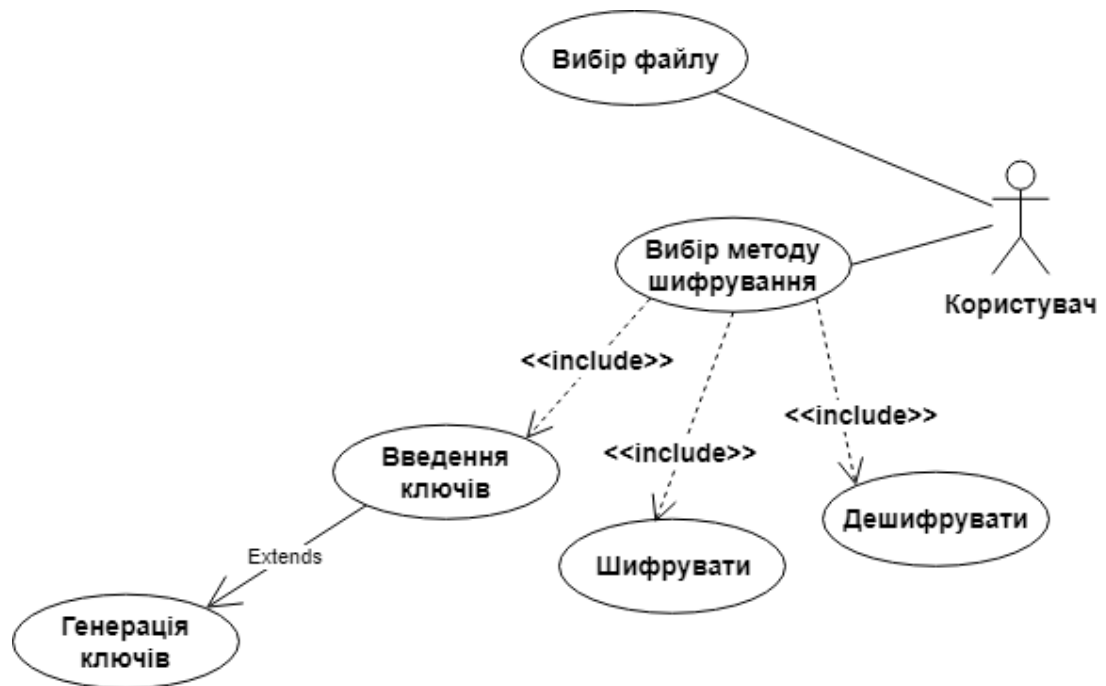 Вибір файлу
Вибір методу
шифрування
Користувач
<<include>>
<<include>>
<<include>>
Введення
ключів
Дешифрувати
Extends
Шифрувати
Генерація
ключів